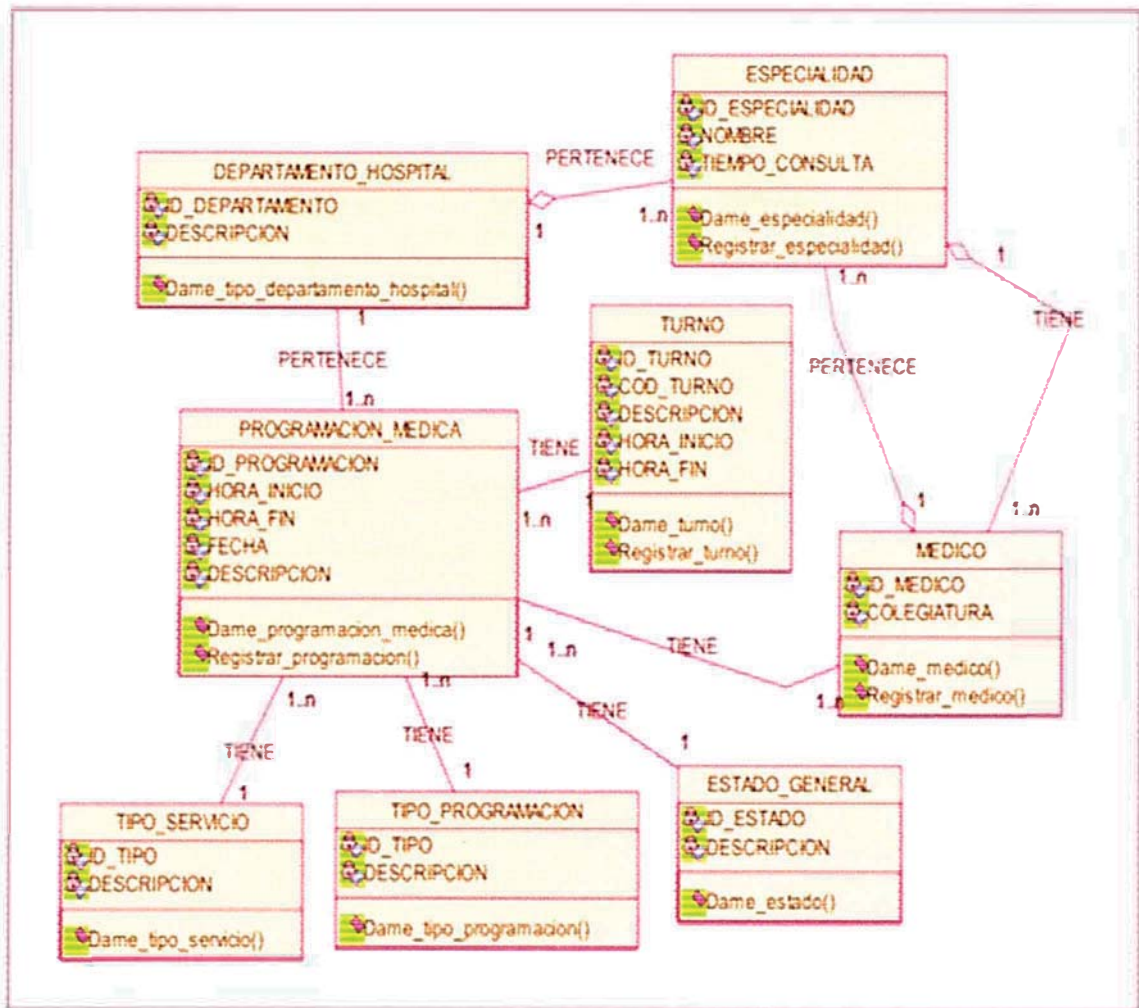 ESPECIALIDAD
ID_ESPECIALIDAD
NOMBRE
TIEMPO_CONSULTA
Dame_especialidad()
Registrar_especialidad()
PERTENECE
1
1..n
DEPARTAMENTO_HOSPITAL
ID_DEPARTAMENTO
DESCRIPCION
Dame_tipo_departamento_hospital()
1
PERTENECE
1..n
1..n
1
TIENE
PERTENECE
1
1..n
TURNO
ID_TURNO
COD_TURNO
DESCRIPCION
HORA_INICIO
HORA_FIN
Dame_turno()
Registrar_turno()
PROGRAMACION_MEDICA
ID_PROGRAMACION
HORA_INICIO
HORA_FIN
FECHA
DESCRIPCION
Dame_programacion_medica()
Registrar_programacion()
TIENE
1..n
1
MEDICO
ID_MEDICO
COLEGIATURA
Dame_medico()
Registrar_medico()
1
1..n
TIENE
1..n
1..n
1..n
TIENE
TIENE
TIENE
1
1
1
TIPO_SERVICIO
ID_TIPO
DESCRIPCION
Dame_tipo_servicio()
TIPO_PROGRAMACION
ID_TIPO
DESCRIPCION
Dame_tipo_programacion()
ESTADO_GENERAL
ID_ESTADO
DESCRIPCION
Dame_estado()